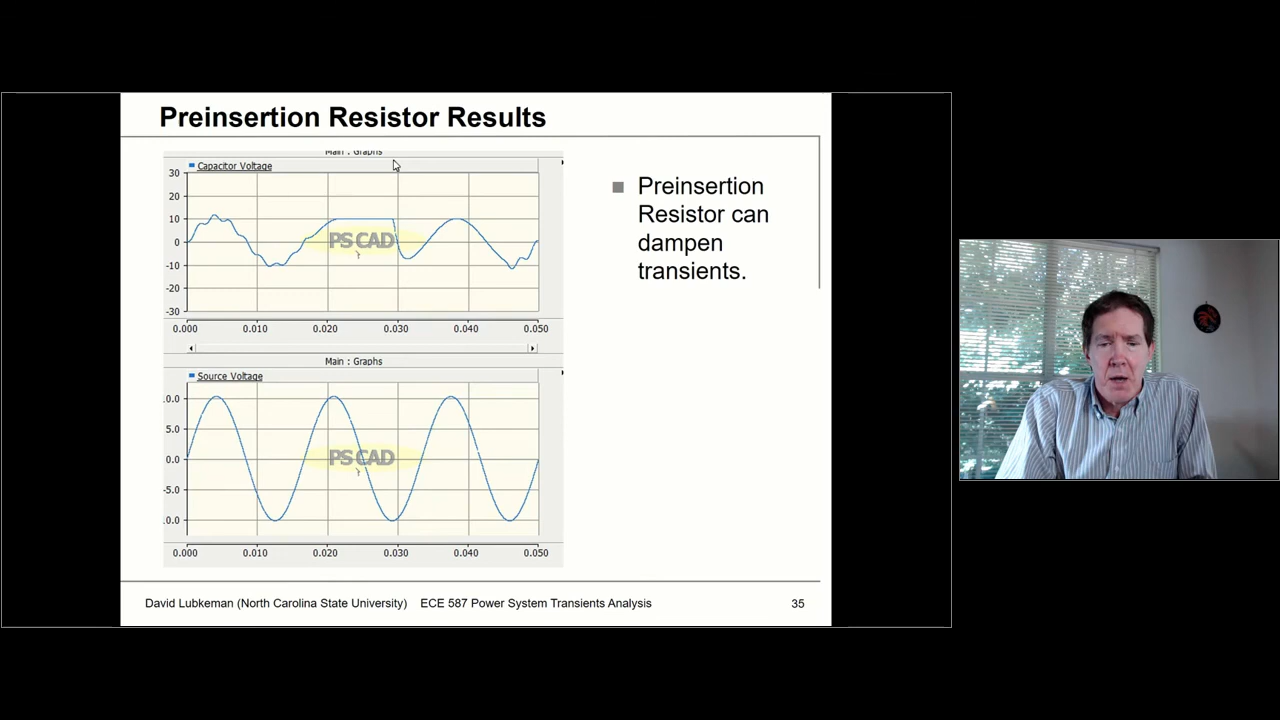 Preinsertion Resistor Results
Main : Graphs
Capacitor Voltage
30
20
10
0
-10
-20
-30
PSCAD
0.000 0.010 0.020 0.030 0.040 0.050
Main : Graphs
Source Voltage
.0.0
5.0
0.0
-5.0
.0.0
PSCAD
0.000 0.010 0.020 0.030 0.040 0.050
Preinsertion
Resistor can
dampen
transients.
David Lubkeman (North Carolina State University) ECE 587 Power System Transients Analysis 35